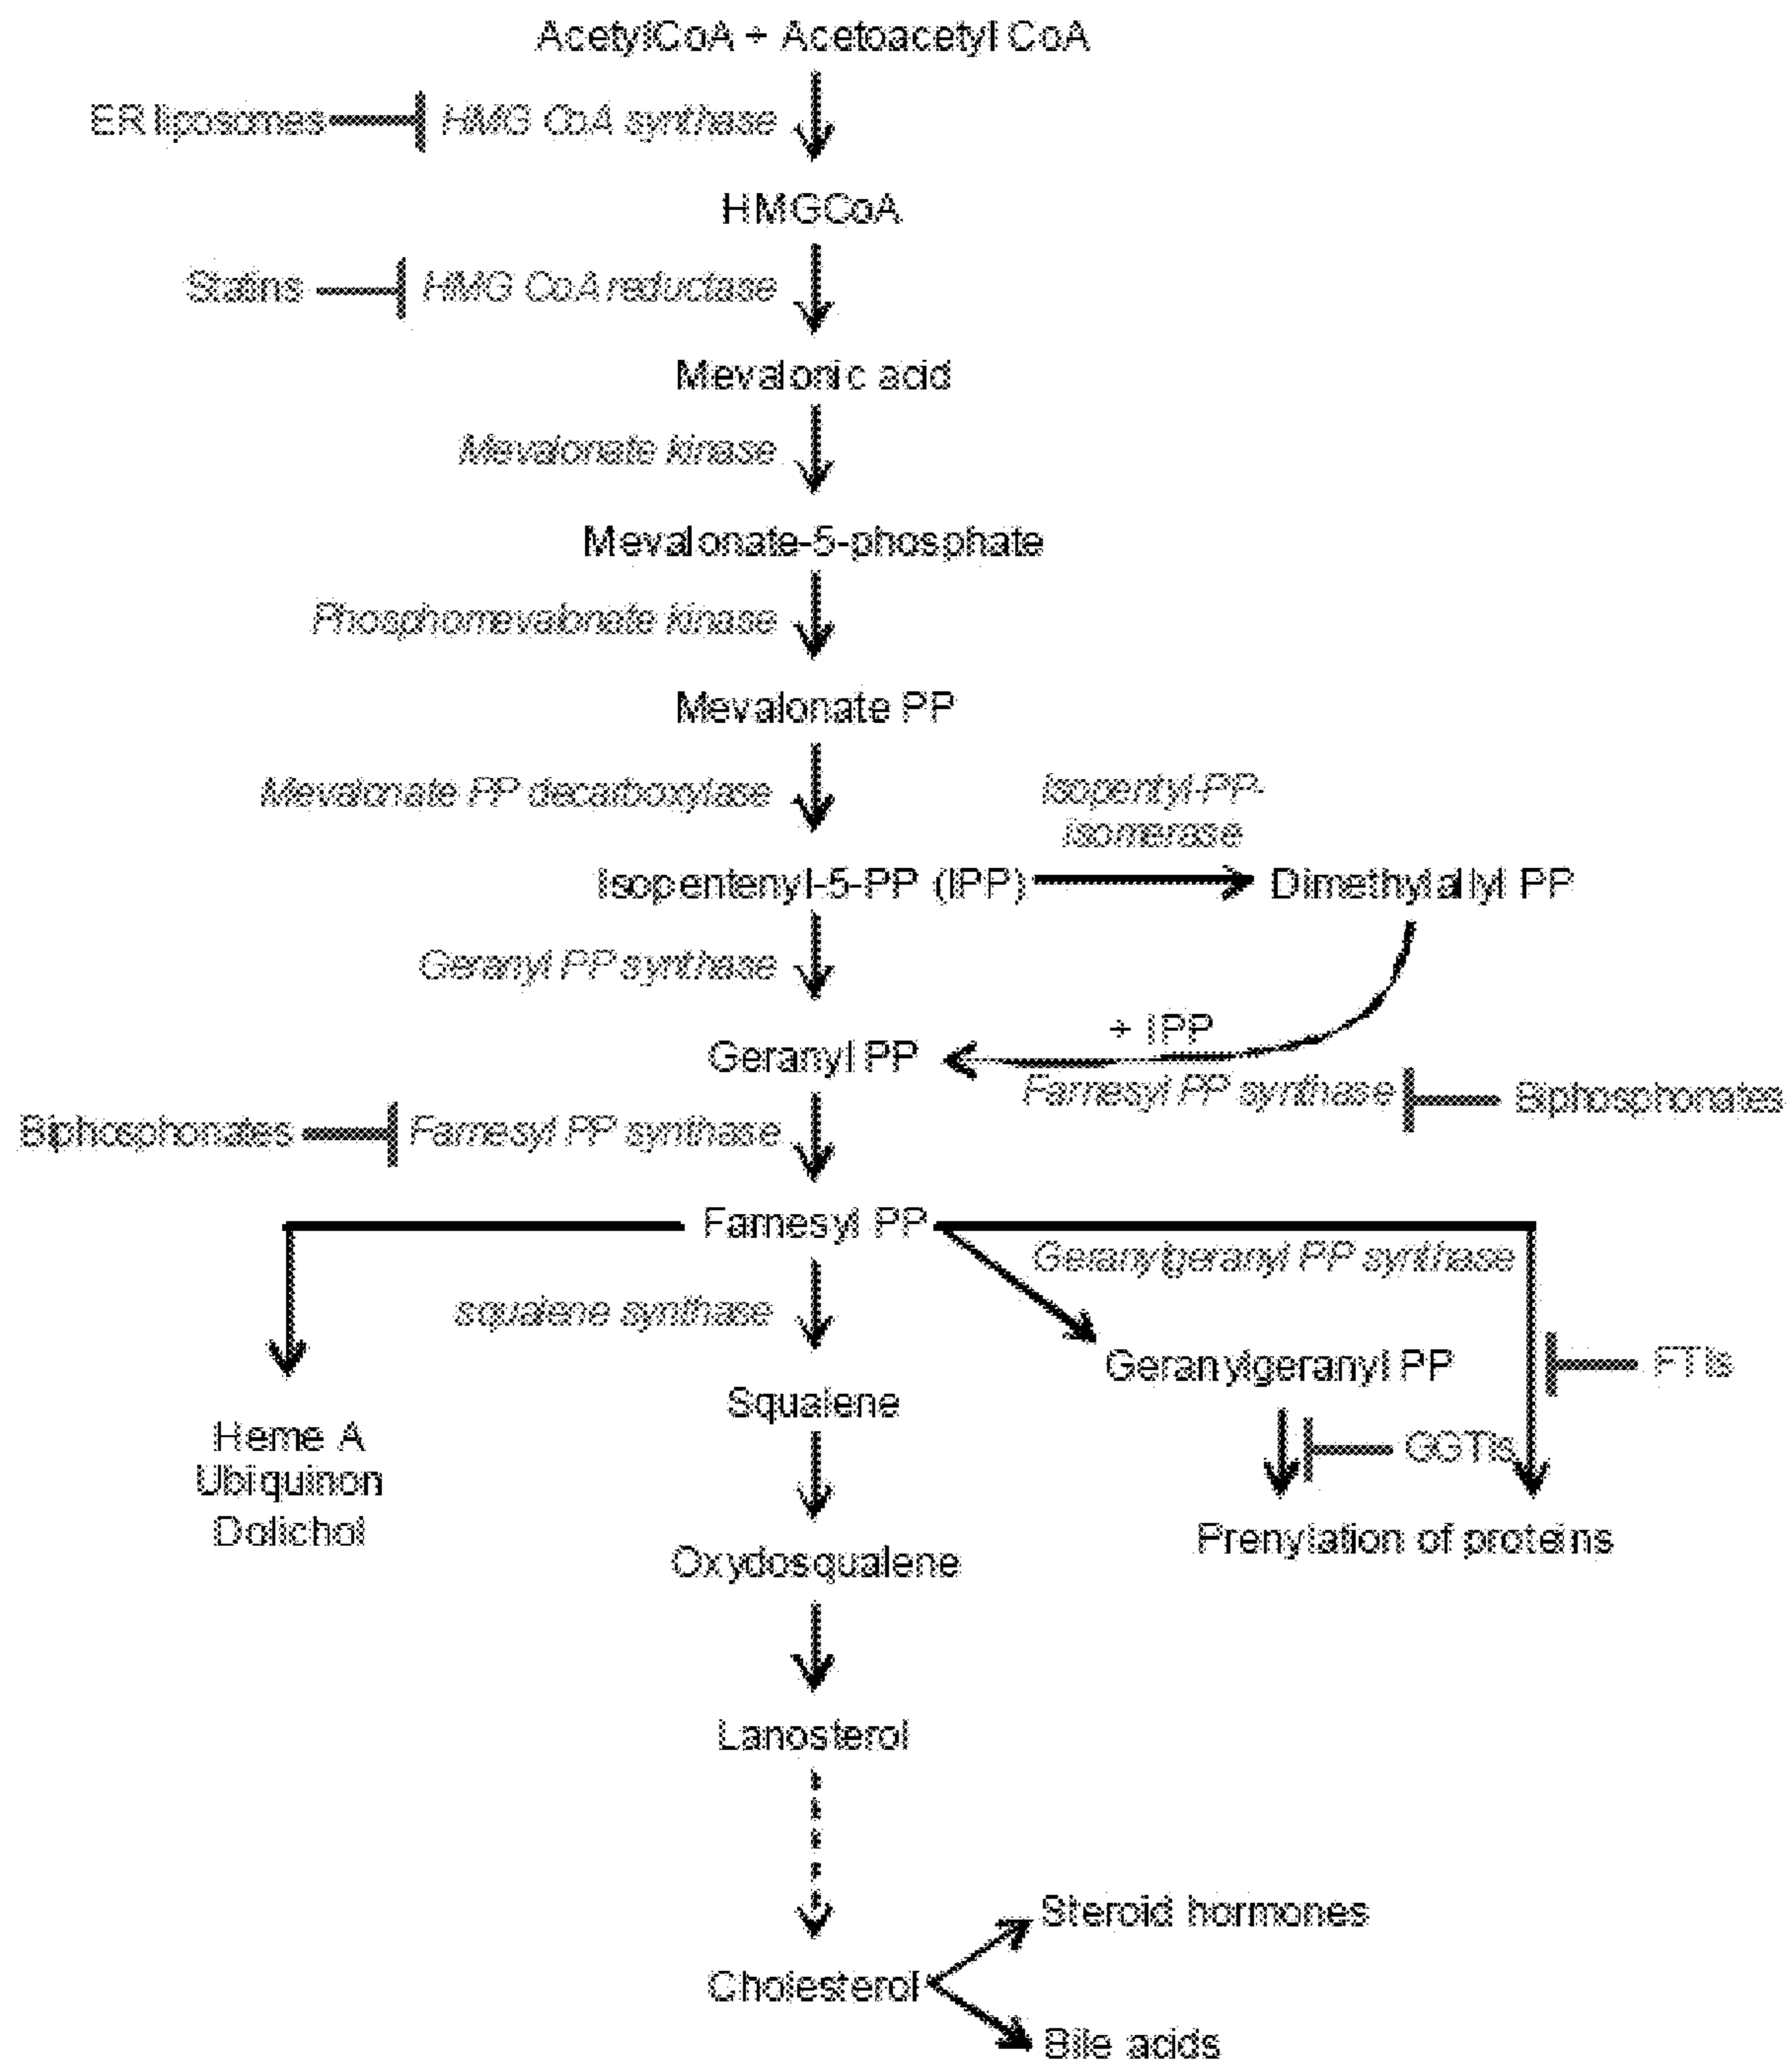 AcetylCoA + Acetoacetyl CoA
ER liposomes HMG CoA synthase
HMGCoA
Statins HMG CoA reductase
Mevalonic acid
Mevalonate kinase
Mevalonate-5-phosphate
Phosphomevalonate kinase
Mevalonate PP
Mevalonate PP decarboxylase
Isopentyl-PP-
isomerase
Isopentenyl-5-PP (IPP) Dimethylallyl PP
Geranyl PP synthase
+ IPP
Geranyl PP
Farnesyl PP synthase Biphosphonates
Biphosphonates Farnesyl PP synthase
Farnesyl PP
Geranylgeranyl PP synthase
squalene synthase
Geranylgeranyl PP FTIs
Squalene
Heme A
Ubiquinon
Dolichol
GGTIs
Prenylation of proteins
Oxydosqualene
Lanosterol
Steroid hormones
Cholesterol
Bile acids